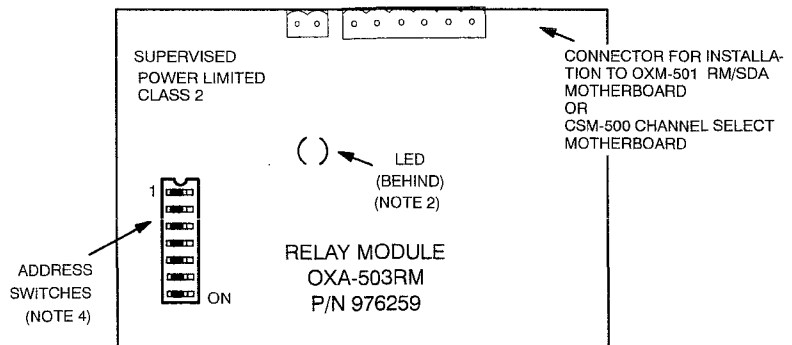 SUPERVISED
POWER LIMITED
CLASS 2
CONNECTOR FOR INSTALLA-
TION TO OXM-501 RM/SDA
MOTHERBOARD
OR
CSM-500 CHANNEL SELECT
MOTHERBOARD
LED
(BEHIND)
(NOTE 2)
1
ON
ADDRESS
SWITCHES
(NOTE 4)
RELAY MODULE
OXA-503RM
P/N 976259